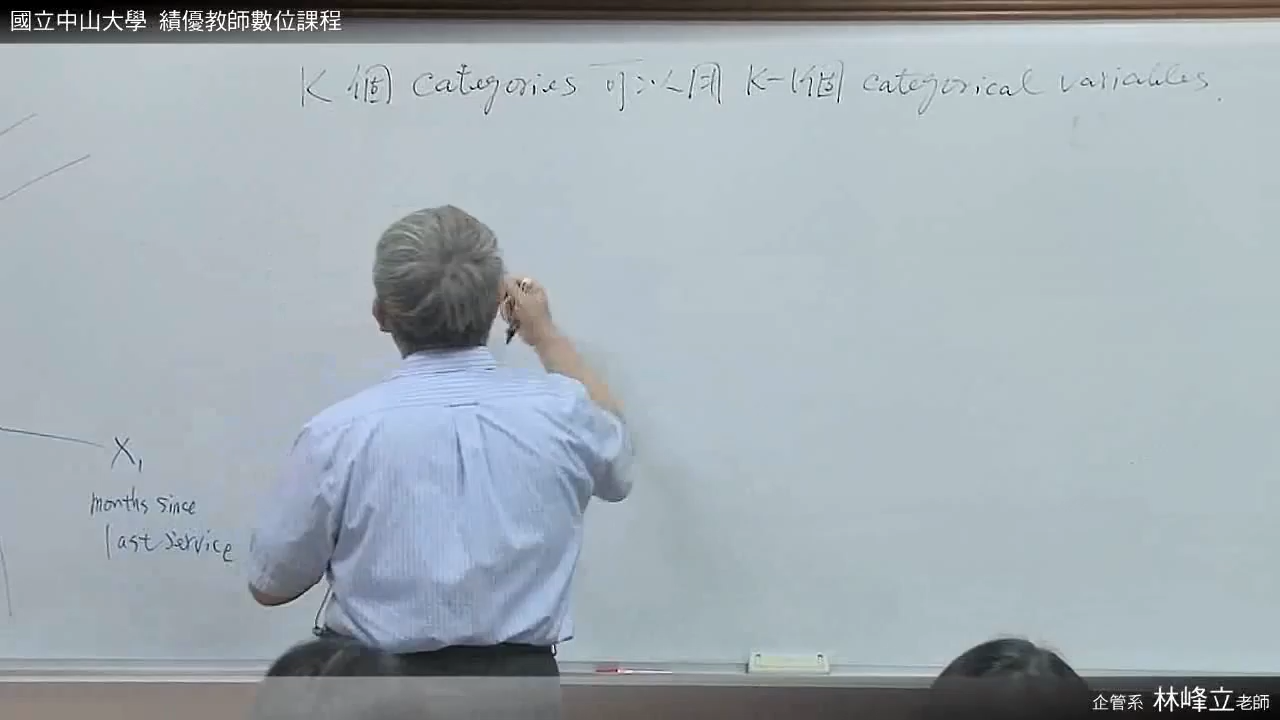 國立中山大學 績優教師數位課程
K 個 categories 可以用 K-1個 categorical variables.
X₁
months since
last service
企管系 林峰立老師